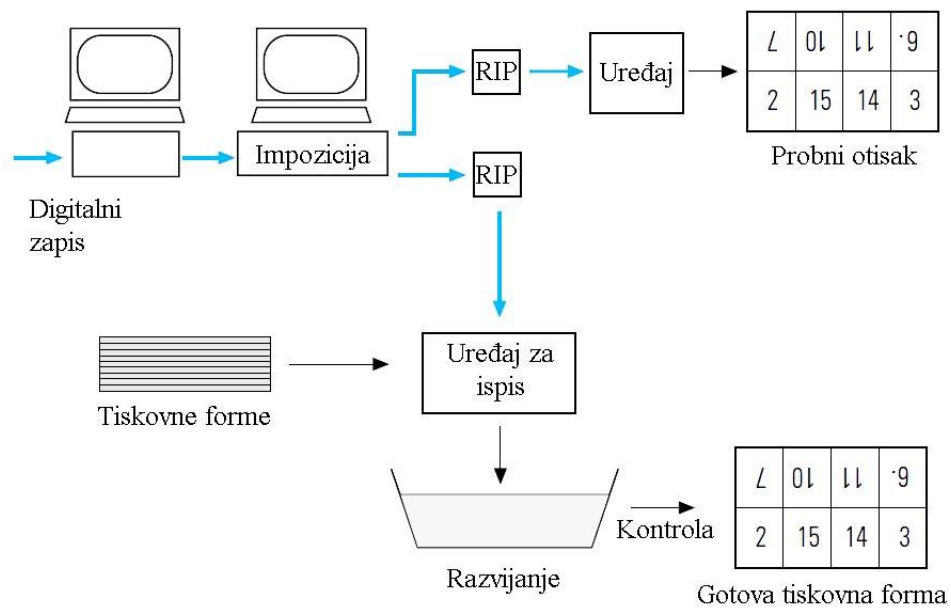 RIP
Uređaj
7 10 11 6.
2 15 14 3
Probni otisak
Impozicija
RIP
Digitalni
zapis
Uređaj za
ispis
Tiskovne forme
7 10 11 6.
2 15 14 3
Kontrola
Razvijanje
Gotova tiskovna forma